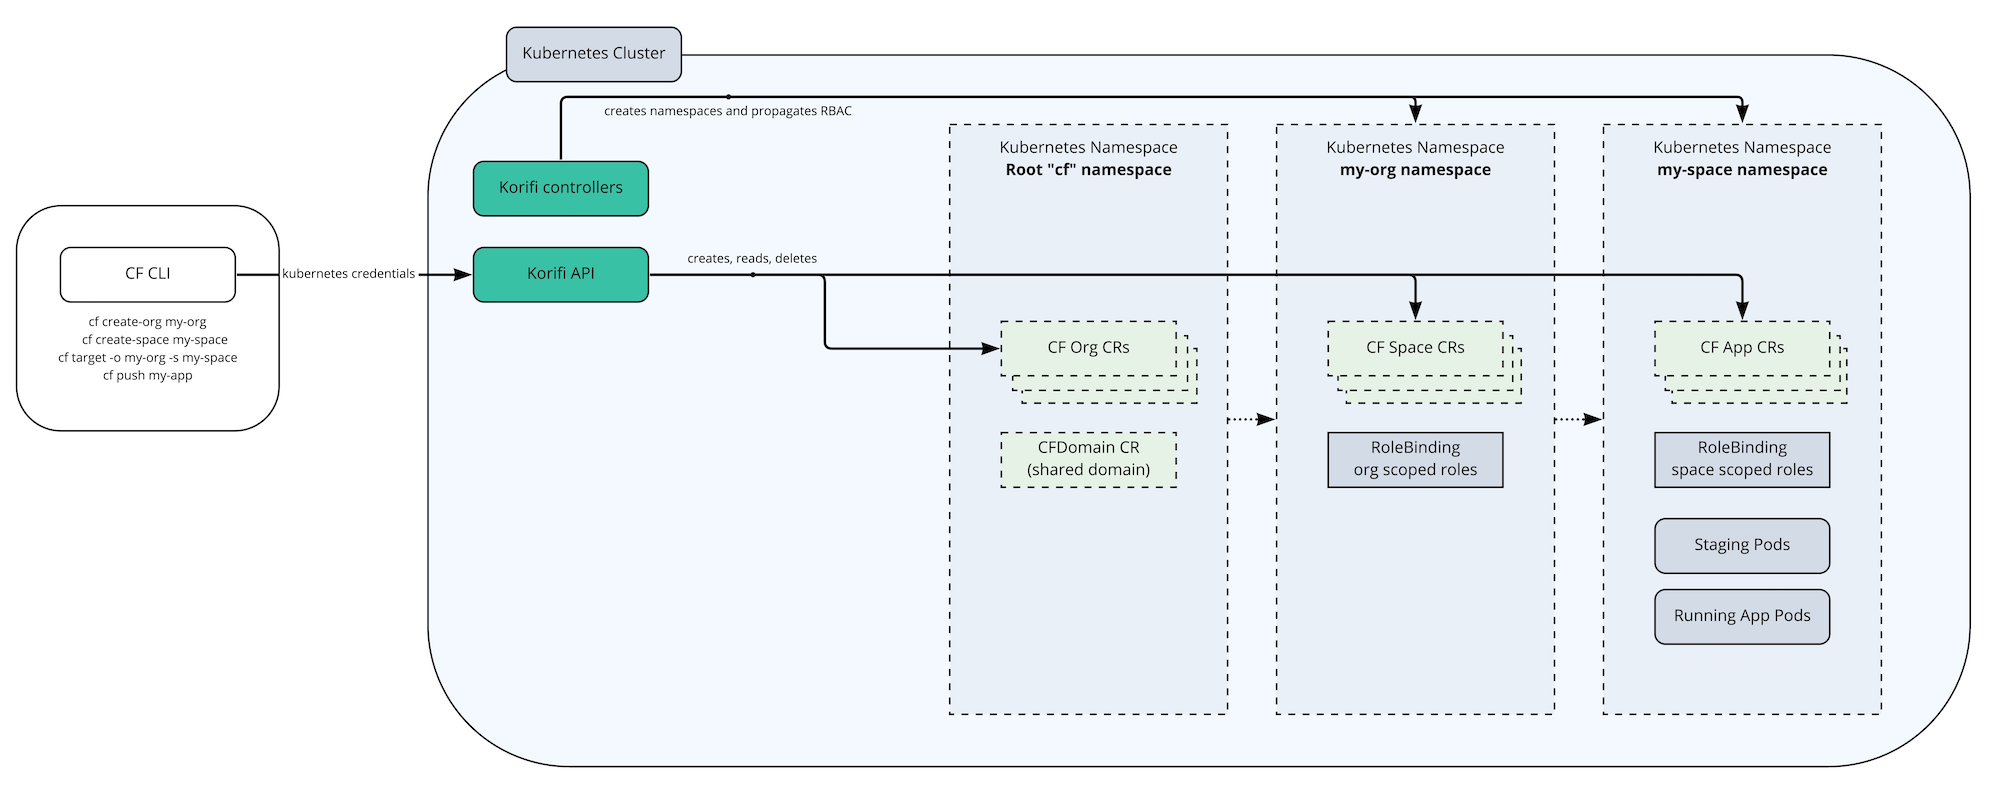 Kubernetes Cluster
creates namespaces and propagates RBAC
Korifi controllers
CF CLI
kubernetes credentials
Korifi API
creates, reads, deletes
cf create-org my-org
cf create-space my-space
cf target -o my-org -s my-space
cf push my-app
Kubernetes Namespace
Root "cf" namespace
CF Org CRs
CFDomain CR
(shared domain)
Kubernetes Namespace
my-org namespace
CF Space CRs
RoleBinding
org scoped roles
Kubernetes Namespace
my-space namespace
CF App CRs
RoleBinding
space scoped roles
Staging Pods
Running App Pods